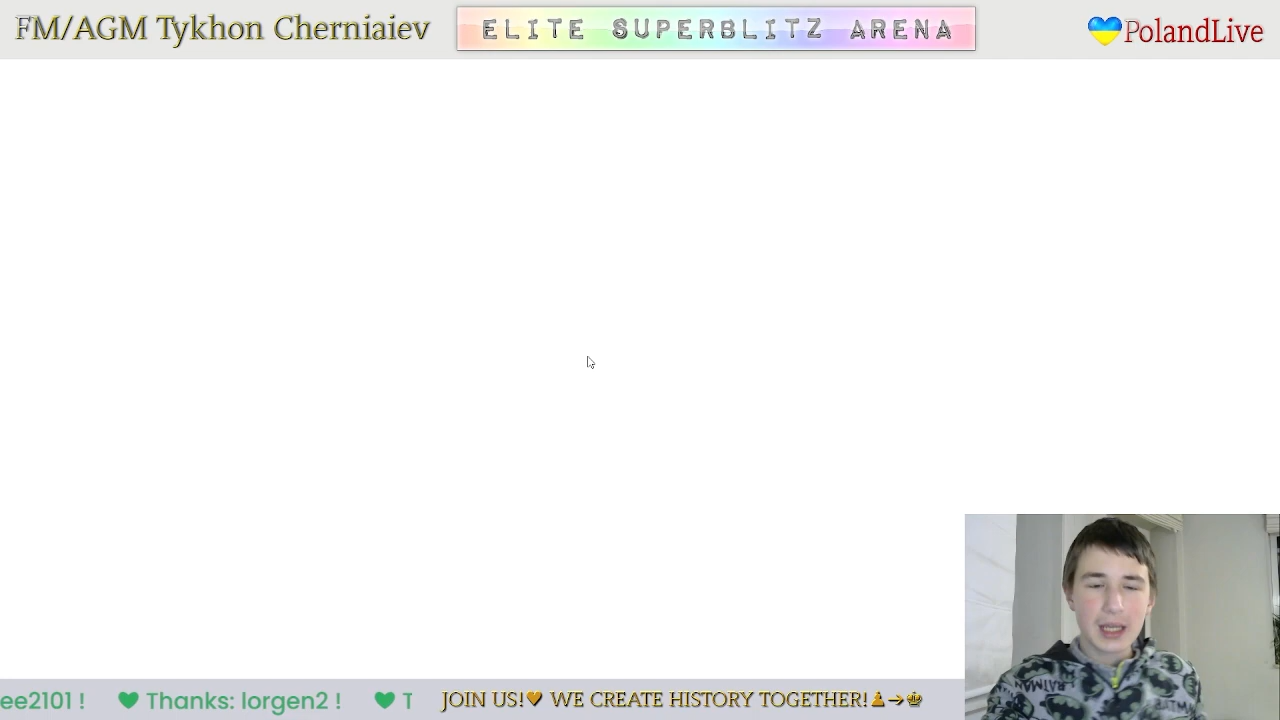 FM/AGM Tykhon Cherniaiev
ELITE SUPERBLITZ ARENA
PolandLive
ee2101 !
Thanks: lorgen2 !
T
JOIN US!🧡 WE CREATE HISTORY TOGETHER!♟→♚